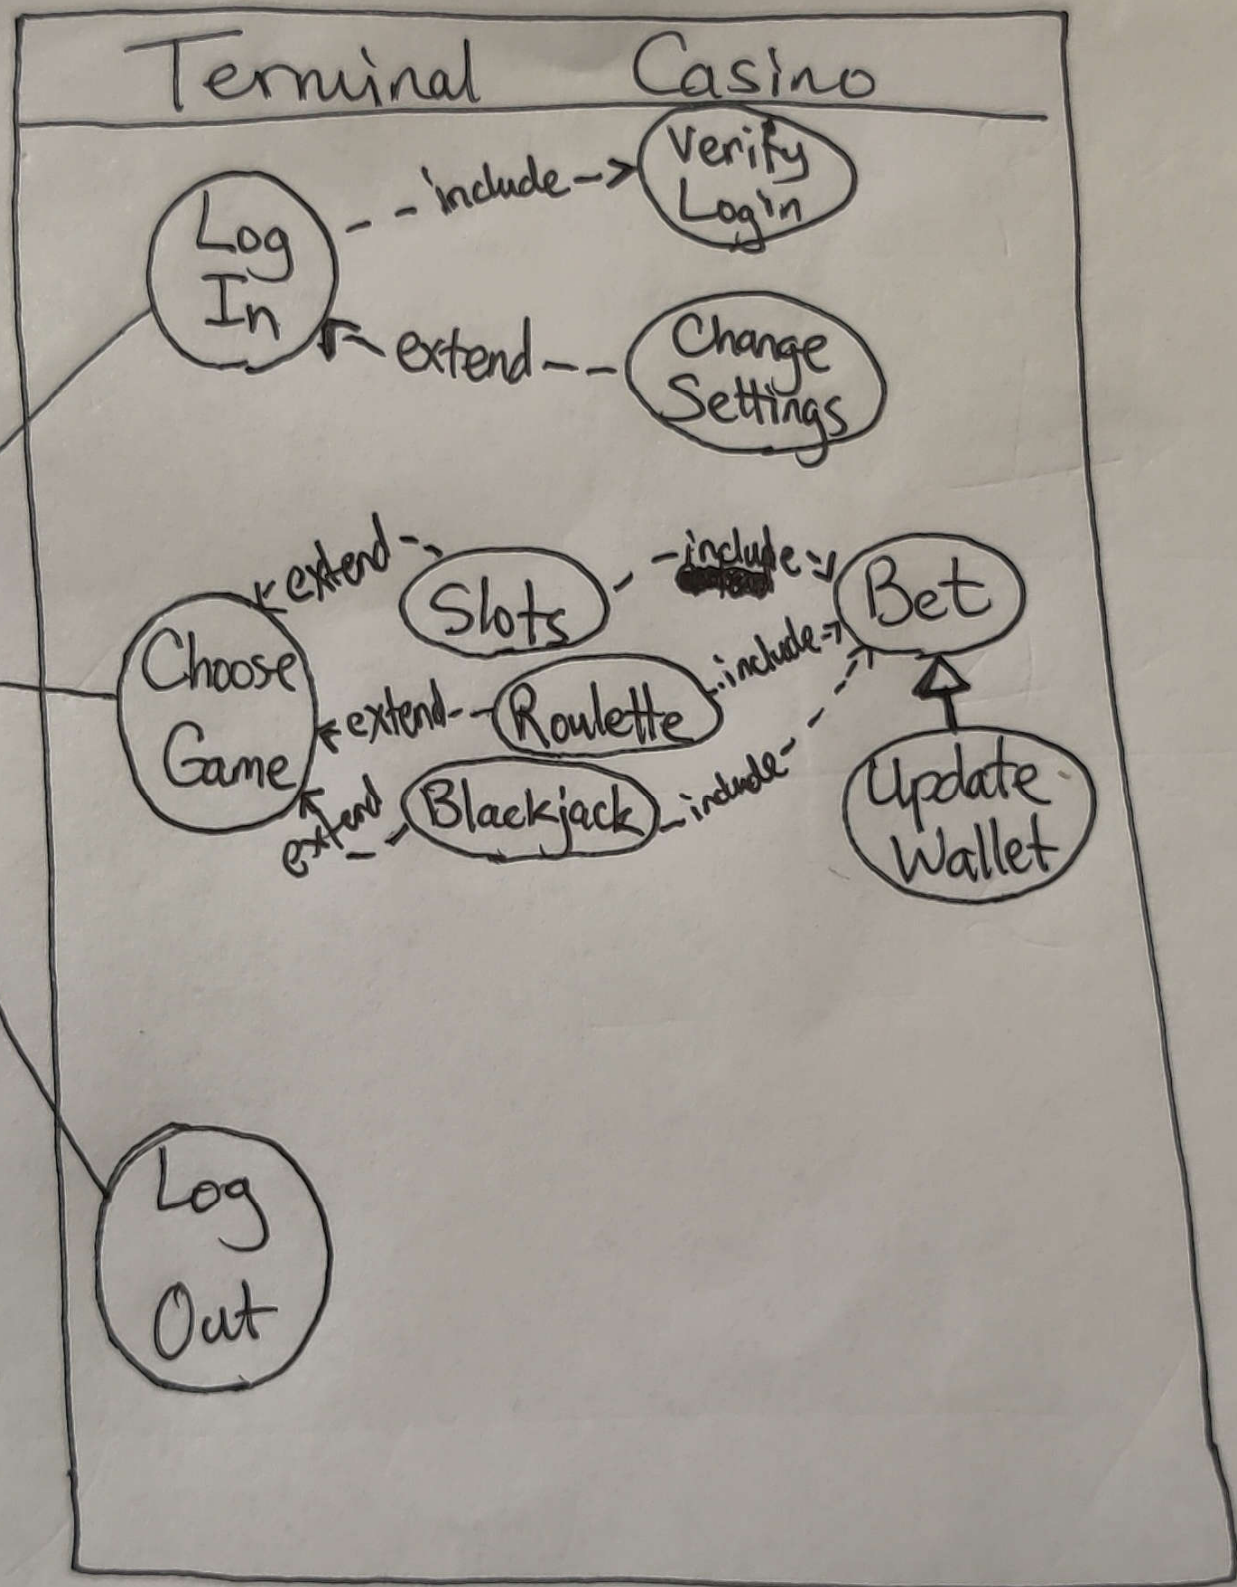 Terminal Casino
Verify
Login
include
Log
In
extend
Change
Settings
extend
Slots
include
Bet
Choose
Game
extend
Roulette
include
extend
Blackjack
include
Update
Wallet
Log
Out